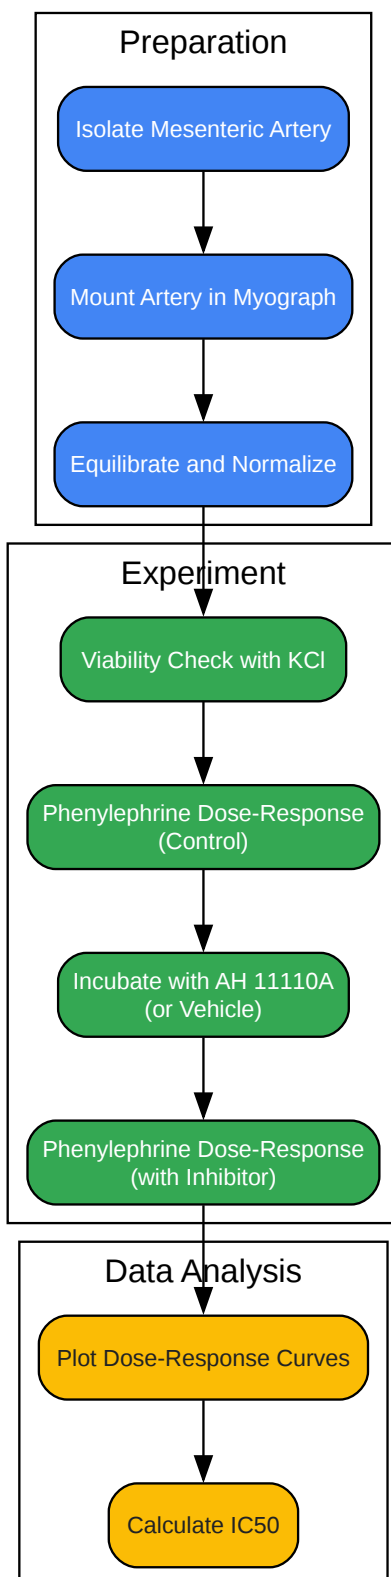 Preparation
Isolate Mesenteric Artery
Mount Artery in Myograph
Equilibrate and Normalize
Experiment
Viability Check with KCl
Phenylephrine Dose-Response
(Control)
Incubate with AH 11110A
(or Vehicle)
Phenylephrine Dose-Response
(with Inhibitor)
Data Analysis
Plot Dose-Response Curves
Calculate IC50